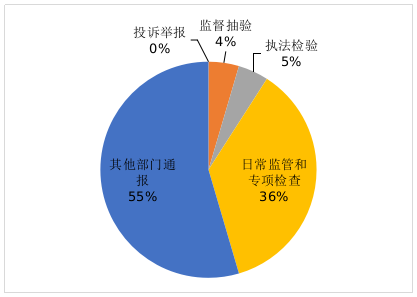 投诉举报
0%
监督抽验
4%
执法检验
5%
日常监管和
专项检查
36%
其他部门通
报
55%